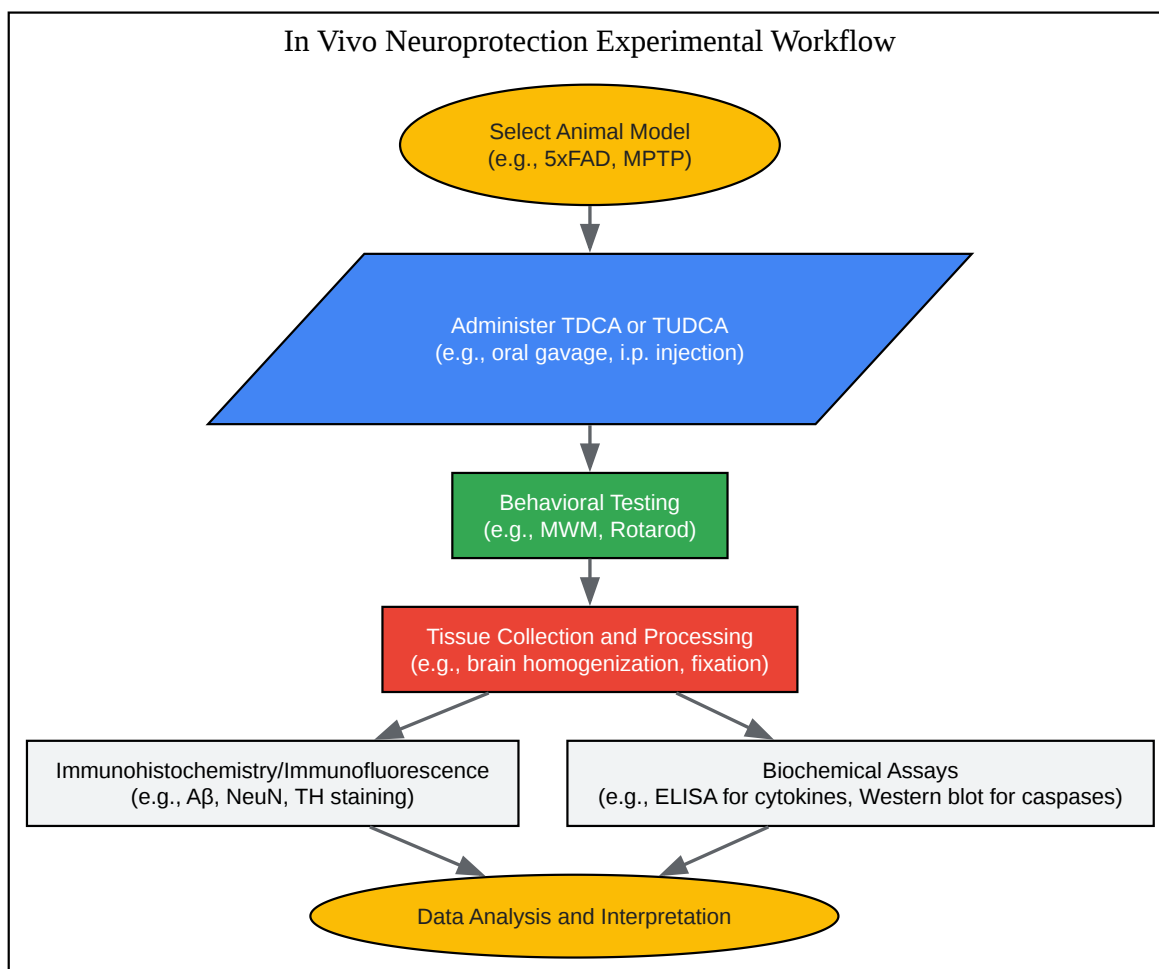 In Vivo Neuroprotection Experimental Workflow
Select Animal Model
(e.g., 5xFAD, MPTP)
Administer TDCA or TUDCA
(e.g., oral gavage, i.p. injection)
Behavioral Testing
(e.g., MWM, Rotarod)
Tissue Collection and Processing
(e.g., brain homogenization, fixation)
Immunohistochemistry/Immunofluorescence
(e.g., Aβ, NeuN, TH staining)
Biochemical Assays
(e.g., ELISA for cytokines, Western blot for caspases)
Data Analysis and Interpretation